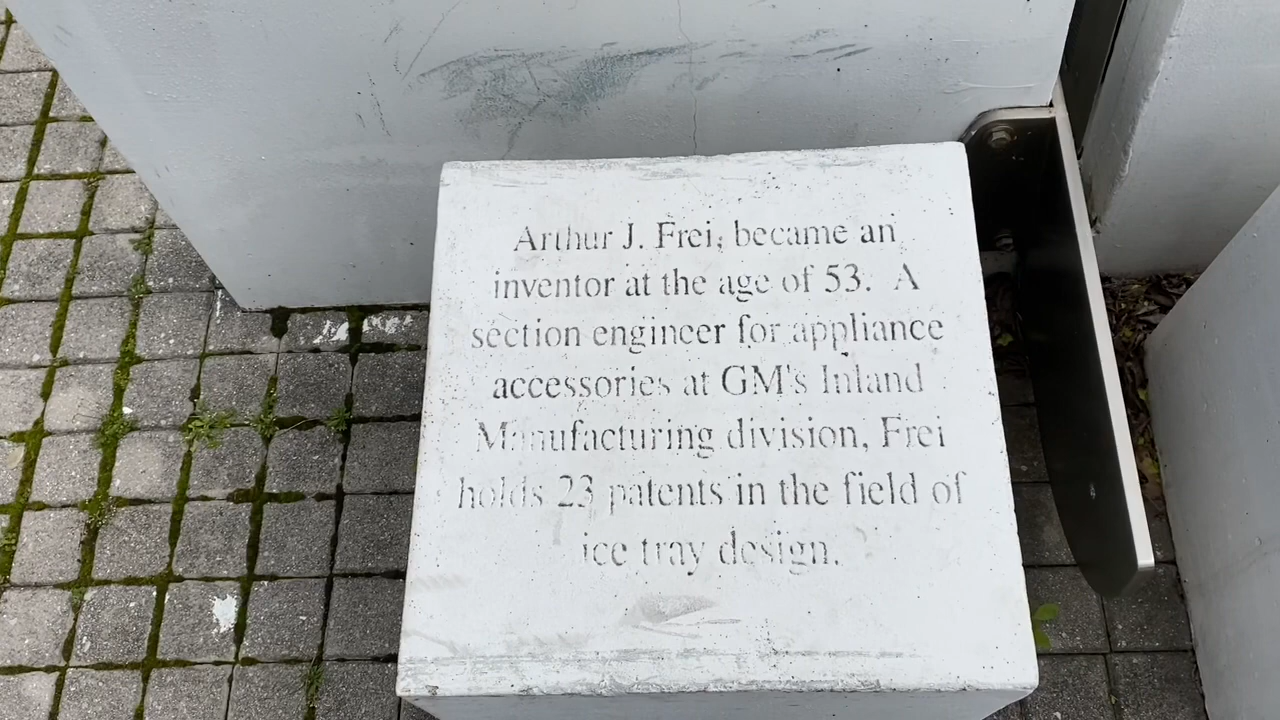 Arthur J. Frei, became an
inventor at the age of 53. A
section engineer for appliance
accessories at GM's Inland
Manufacturing division, Frei
holds 23 patents in the field of
ice tray design.